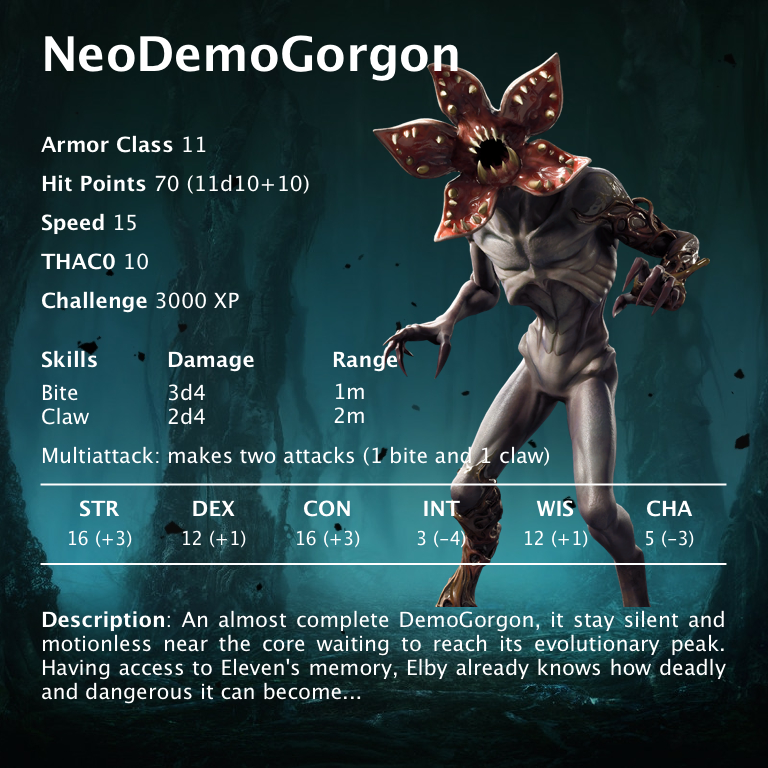 NeoDemoGorgon
Armor Class 11
Hit Points 70 (11d10+10)
Speed 15
THAC0 10
Challenge 3000 XP
Skills Damage Range
Bite 3d4 1m
Claw 2d4 2m
Multiattack: makes two attacks (1 bite and 1 claw)
STR DEX CON INT WIS CHA
16 (+3) 12 (+1) 16 (+3) 3 (–4) 12 (+1) 5 (–3)
Description: An almost complete DemoGorgon, it stay silent and
motionless near the core waiting to reach its evolutionary peak.
Having access to Eleven's memory, Elby already knows how deadly
and dangerous it can become...